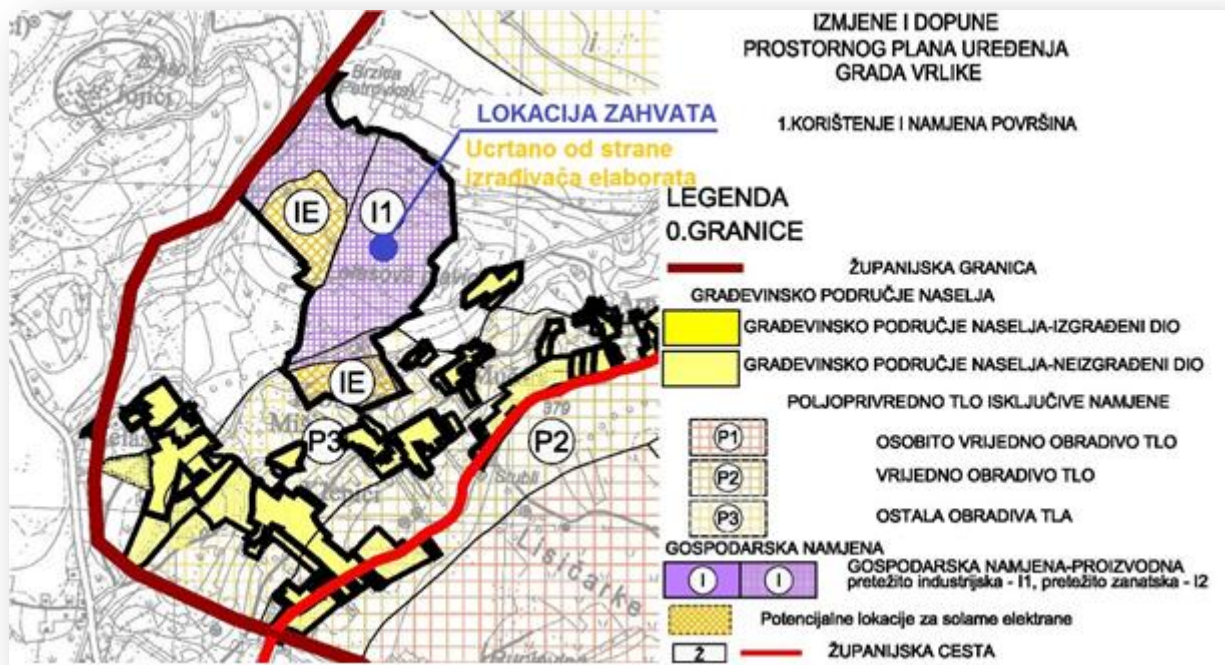 IZMJENE I DOPUNE
PROSTORNOG PLANA UREĐENJA
GRADA VRLIKE
1.KORIŠTENJE I NAMJENA POVRŠINA
LEGENDA
0.GRANICE
ŽUPANIJSKA GRANICA
GRAĐEVINSKO PODRUČJE NASELJA
GRAĐEVINSKO PODRUČJE NASELJA-IZGRAĐENI DIO
GRAĐEVINSKO PODRUČJE NASELJA-NEIZGRAĐENI DIO
POLJOPRIVREDNO TLO ISKLJUČIVE NAMJENE
P1 OSOBITO VRIJEDNO OBRADIVO TLO
P2 VRIJEDNO OBRADIVO TLO
P3 OSTALA OBRADIVA TLA
GOSPODARSKA NAMJENA
I I GOSPODARSKA NAMJENA-PROIZVODNA
pretežito industrijska - I1, pretežito zanatska - I2
Potencijalne lokacije za solarne elektrane
Ž ŽUPANIJSKA CESTA
LOKACIJA ZAHVATA
Ucrtano od strane
izrađivača elaborata
Jojići
Brzica
IE
I1
IE
P3
P2
379
Stubli
Lisičarke